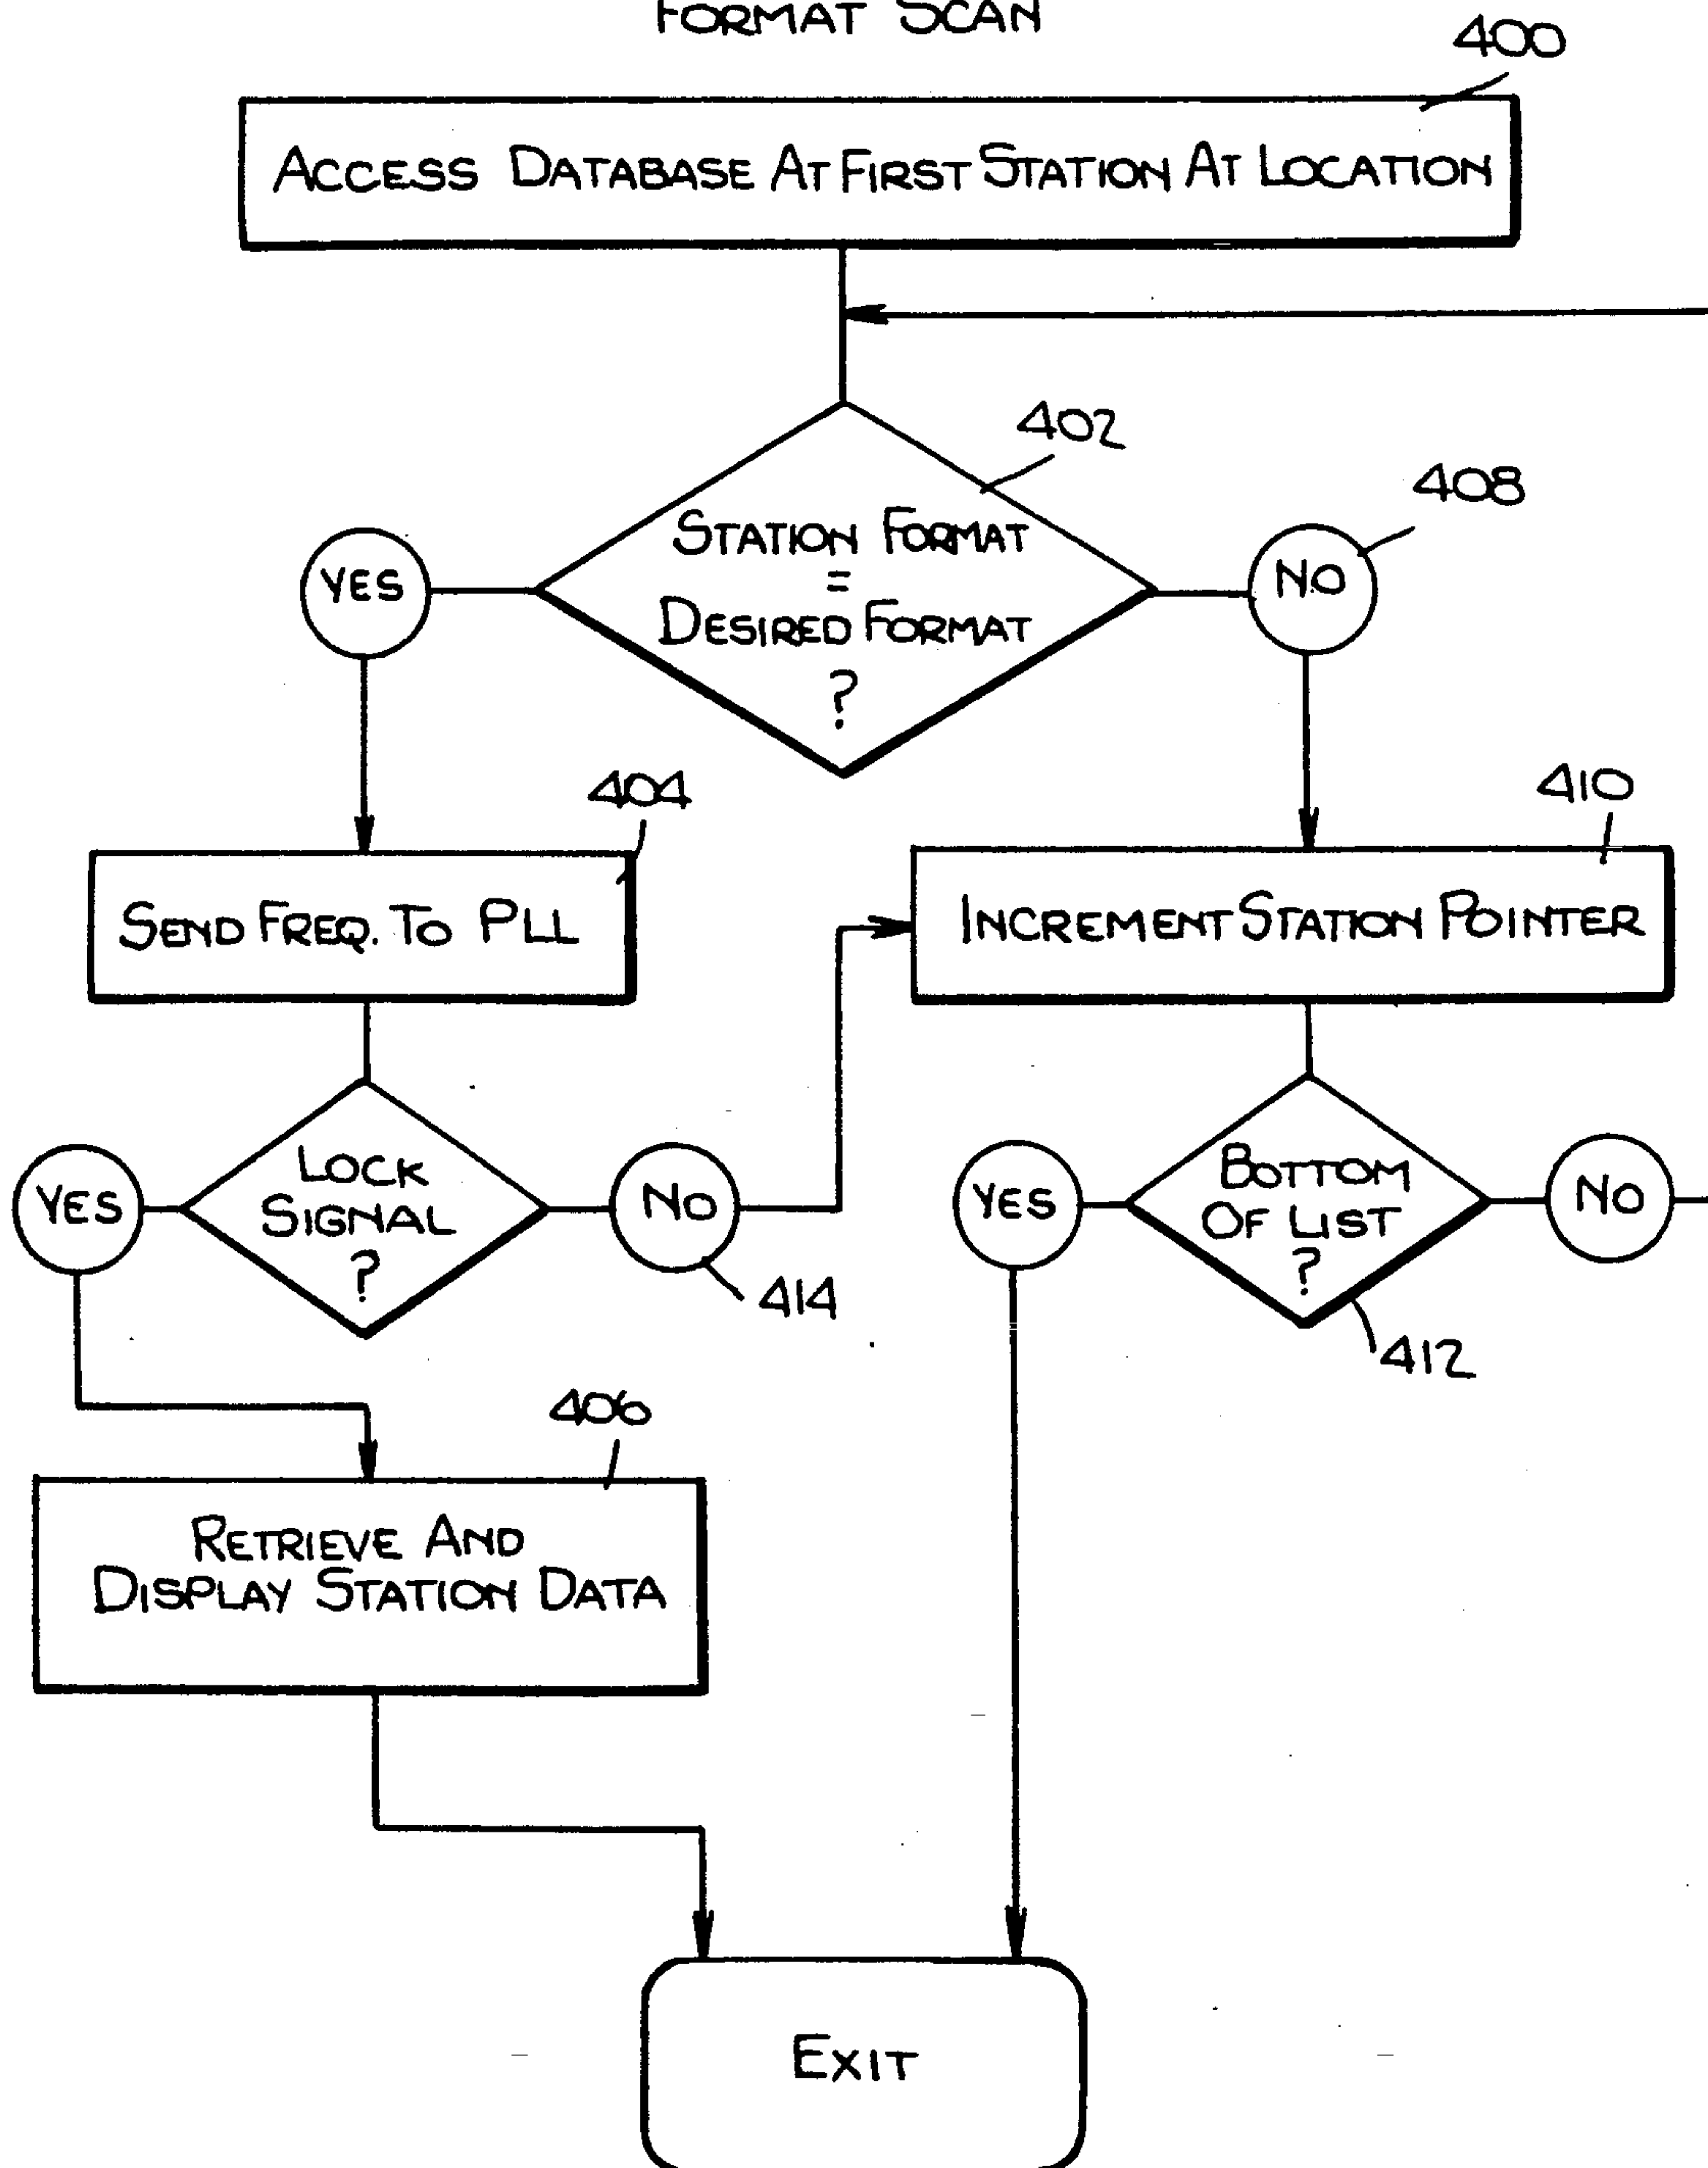 FORMAT SCAN
400
ACCESS DATABASE AT FIRST STATION AT LOCATION
402
408
STATION FORMAT
=
DESIRED FORMAT
?
YES
NO
404
410
SEND FREQ. TO PLL
INCREMENT STATION POINTER
YES
LOCK
SIGNAL
?
NO
414
YES
BOTTOM
OF LIST
?
NO
412
406
RETRIEVE AND
DISPLAY STATION DATA
EXIT